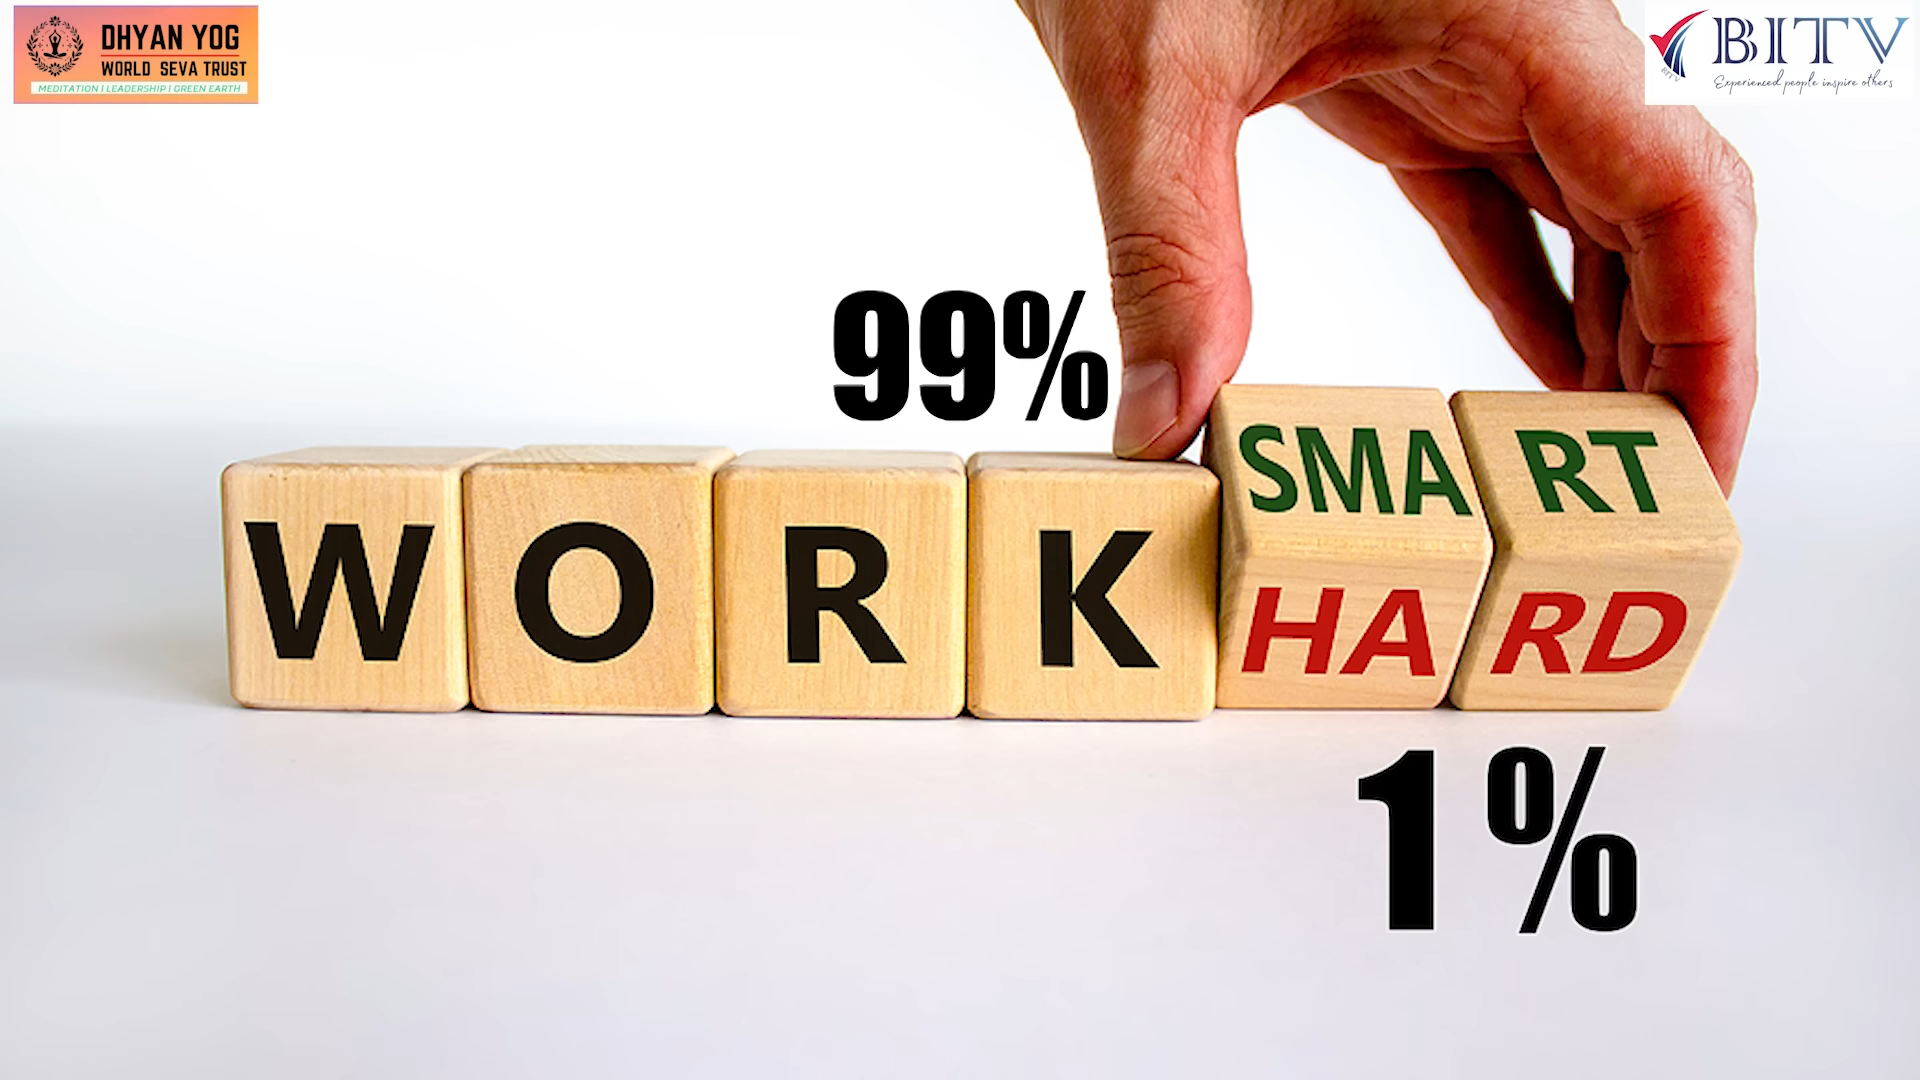 DHYAN YOG
WORLD SEVA TRUST
MEDITATION I LEADERSHIP I GREEN EARTH
BITV
BITV
Experienced people inspire others
99%
SMART
WORK
HARD
1%